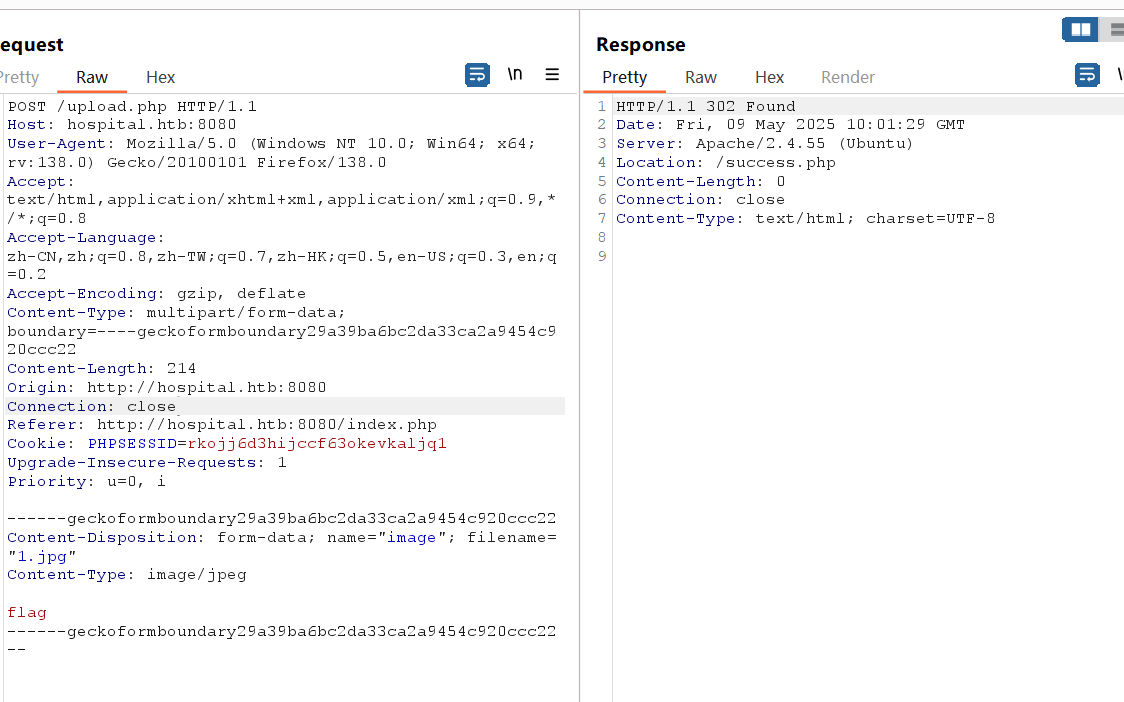 equest
Pretty Raw Hex
\n
POST /upload.php HTTP/1.1
Host: hospital.htb:8080
User-Agent: Mozilla/5.0 (Windows NT 10.0; Win64; x64;
rv:138.0) Gecko/20100101 Firefox/138.0
Accept:
text/html,application/xhtml+xml,application/xml;q=0.9,*
/*;q=0.8
Accept-Language:
zh-CN,zh;q=0.8,zh-TW;q=0.7,zh-HK;q=0.5,en-US;q=0.3,en;q
=0.2
Accept-Encoding: gzip, deflate
Content-Type: multipart/form-data;
boundary=----geckoformboundary29a39ba6bc2da33ca2a9454c9
20ccc22
Content-Length: 214
Origin: http://hospital.htb:8080
Connection: close
Referer: http://hospital.htb:8080/index.php
Cookie: PHPSESSID=rkojj6d3hijccf63okevkaljq1
Upgrade-Insecure-Requests: 1
Priority: u=0, i
------geckoformboundary29a39ba6bc2da33ca2a9454c920ccc22
Content-Disposition: form-data; name="image"; filename=
"1.jpg"
Content-Type: image/jpeg
flag
------geckoformboundary29a39ba6bc2da33ca2a9454c920ccc22
--
Response
Pretty Raw Hex Render
1 HTTP/1.1 302 Found
2 Date: Fri, 09 May 2025 10:01:29 GMT
3 Server: Apache/2.4.55 (Ubuntu)
4 Location: /success.php
5 Content-Length: 0
6 Connection: close
7 Content-Type: text/html; charset=UTF-8
8
9